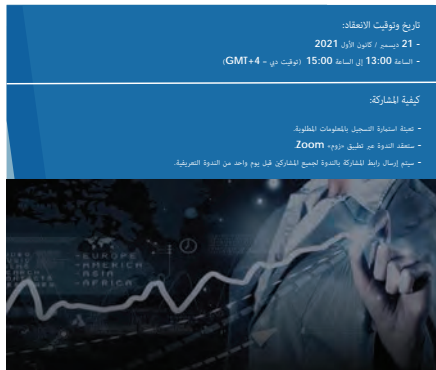 تاريخ وتوقيت الانعقاد:
- 21 ديسمبر / كانون الأول 2021
- الساعة 13:00 إلى الساعة 15:00 (توقيت دبي - GMT+4)
كيفية المشاركة:
- تعبئة استمارة التسجيل بالمعلومات المطلوبة.
- ستعقد الندوة عبر تطبيق «زووم» Zoom.
- سيتم إرسال رابط المشاركة بالندوة لجميع المشاركين قبل يوم واحد من الندوة التعريفية.
- EUROPE
- AMERICA
- ASIA
- AFRICA